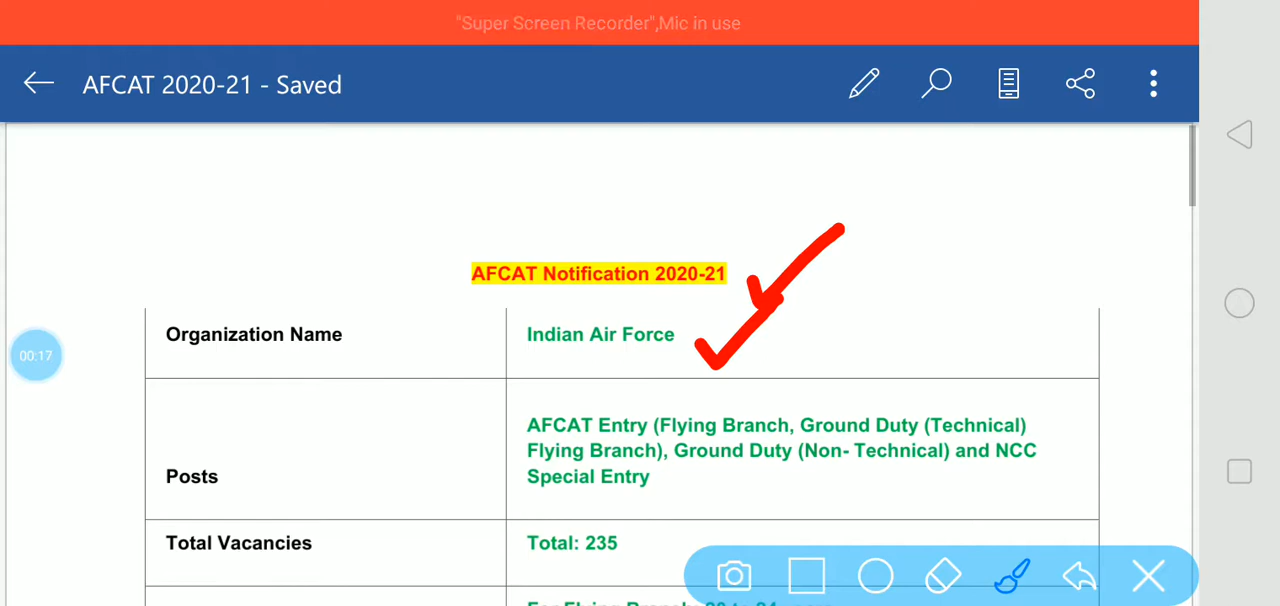 "Super Screen Recorder",Mic in use
AFCAT 2020-21 - Saved
AFCAT Notification 2020-21
Organization Name
Indian Air Force
00:17
Posts
AFCAT Entry (Flying Branch, Ground Duty (Technical)
Flying Branch), Ground Duty (Non- Technical) and NCC
Special Entry
Total Vacancies
Total: 235